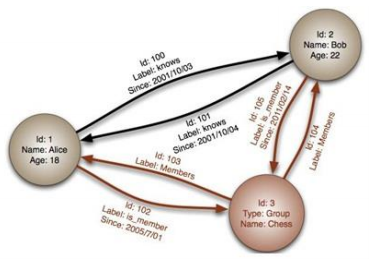 Id: 2
Name: Bob
Age: 22
Id: 100
Label: knows
Since: 2001/10/03
Id: 101
Label: knows
Since: 2001/10/04
Id: 105
Label: is_member
Since: 2011/02/14
Id: 104
Label: Members
Id: 1
Name: Alice
Age: 18
Id: 103
Label: Members
Id: 102
Label: is_member
Since: 2005/7/01
Id: 3
Type: Group
Name: Chess